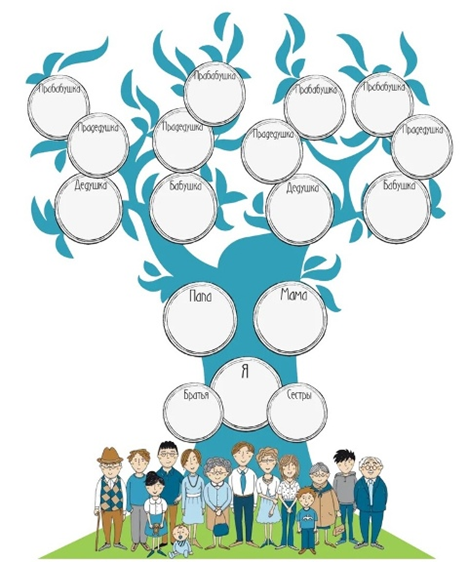 Прабабушка
Прадедушка
Прабабушка
Прадедушка
Прабабушка
Прадедушка
Прабабушка
Прадедушка
Дедушка
Бабушка
Дедушка
Бабушка
Папа
Мама
Я
Братья
Сестры